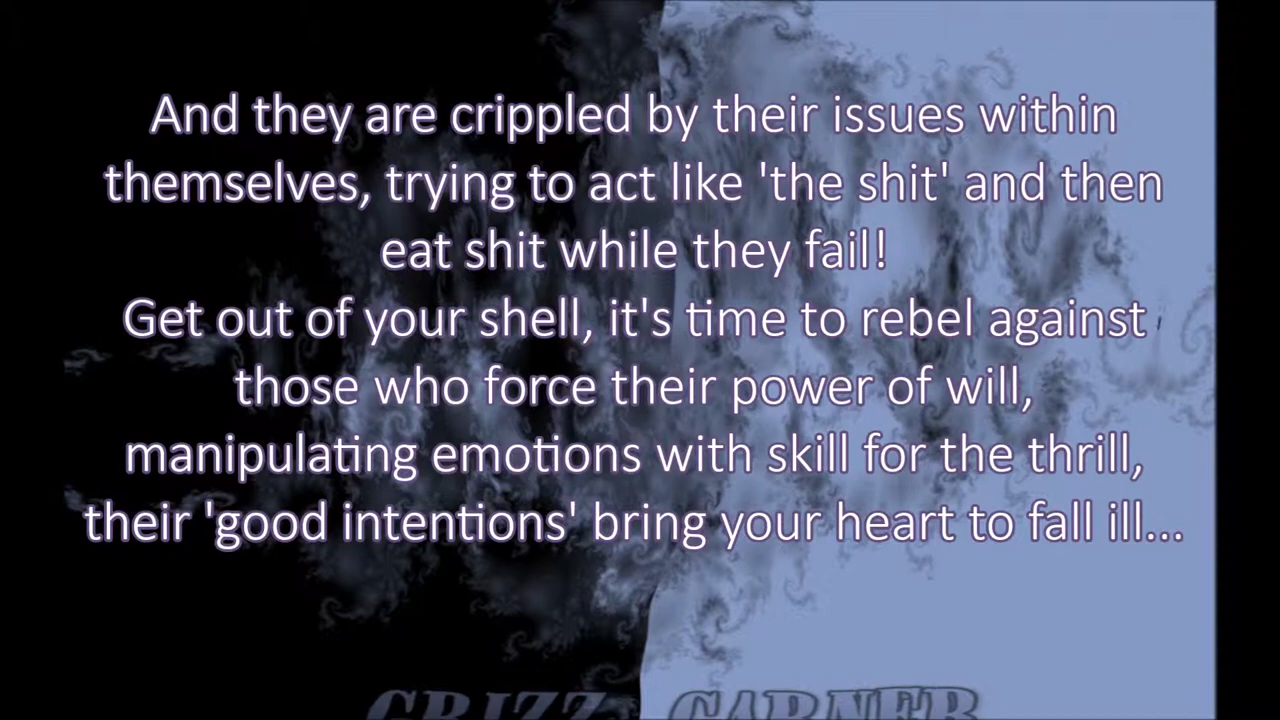 And they are crippled by their issues within
themselves, trying to act like 'the shit' and then
eat shit while they fail!
Get out of your shell, it's time to rebel against
those who force their power of will,
manipulating emotions with skill for the thrill,
their 'good intentions' bring your heart to fall ill...
GRIZZ GARNER